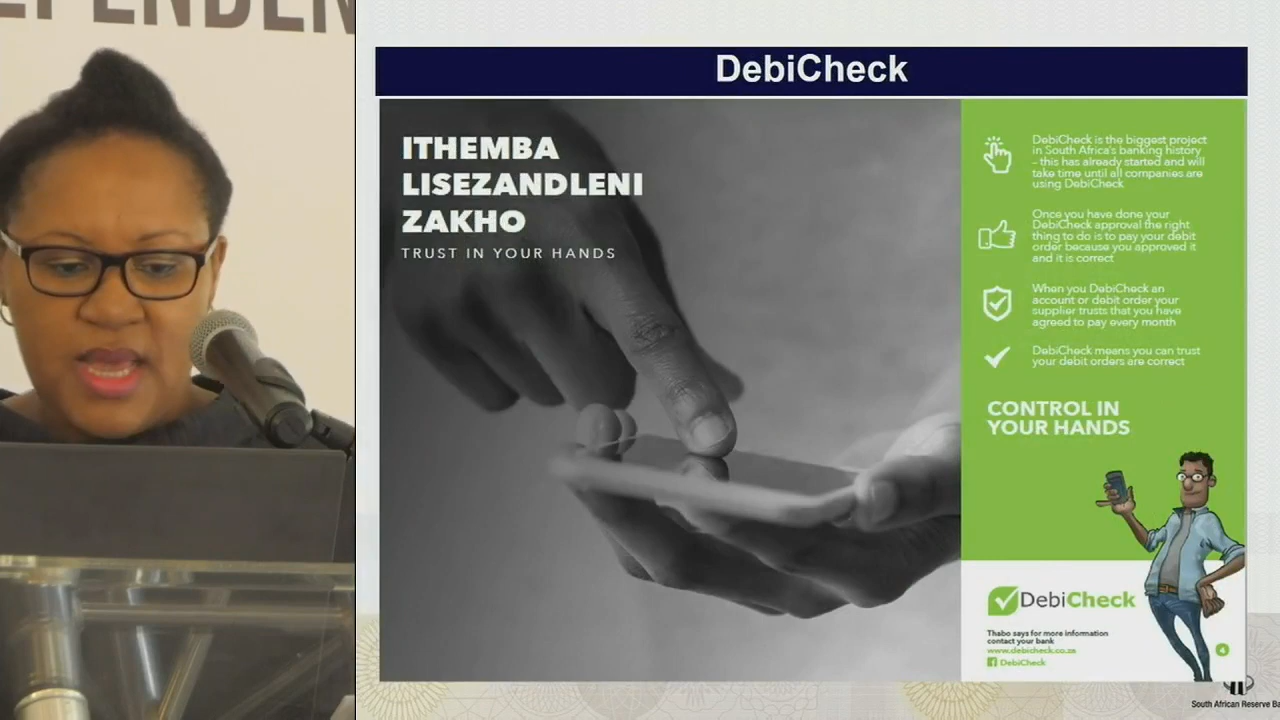 EPENDEN
DebiCheck
ITHEMBA
LISEZANDLENI
ZAKHO
TRUST IN YOUR HANDS
DebiCheck is the biggest project
in South Africa's banking history
- this has already started and will
take time until all companies are
using DebiCheck
Once you have done your
DebiCheck approval the right
thing to do is to pay your debit
order because you approved it
and it is correct
When you DebiCheck an
account or debit order your
supplier trusts that you have
agreed to pay every month
DebiCheck means you can trust
your debit orders are correct
CONTROL IN
YOUR HANDS
DebiCheck
Thabo says for more information
contact your bank
www.debicheck.co.za
DebiCheck
4
South African Reserve Ba